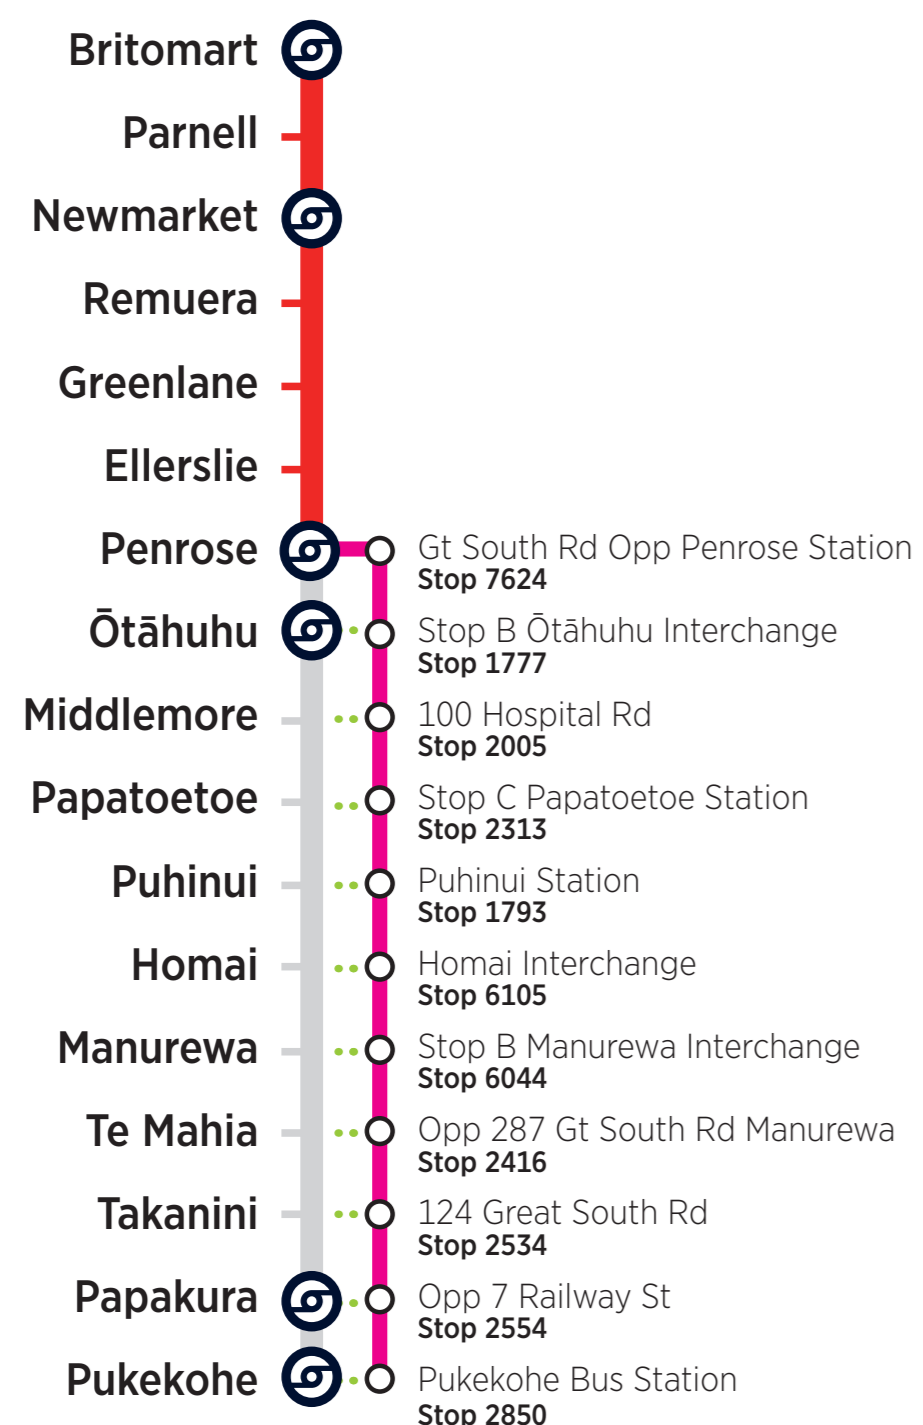 Britomart
Parnell
Newmarket
Remuera
Greenlane
Ellerslie
Penrose
Gt South Rd Opp Penrose Station
Stop 7624
Ōtāhuhu
Stop B Ōtāhuhu Interchange
Stop 1777
Middlemore
100 Hospital Rd
Stop 2005
Papatoetoe
Stop C Papatoetoe Station
Stop 2313
Puhinui
Puhinui Station
Stop 1793
Homai
Homai Interchange
Stop 6105
Manurewa
Stop B Manurewa Interchange
Stop 6044
Te Mahia
Opp 287 Gt South Rd Manurewa
Stop 2416
Takanini
124 Great South Rd
Stop 2534
Papakura
Opp 7 Railway St
Stop 2554
Pukekohe
Pukekohe Bus Station
Stop 2850